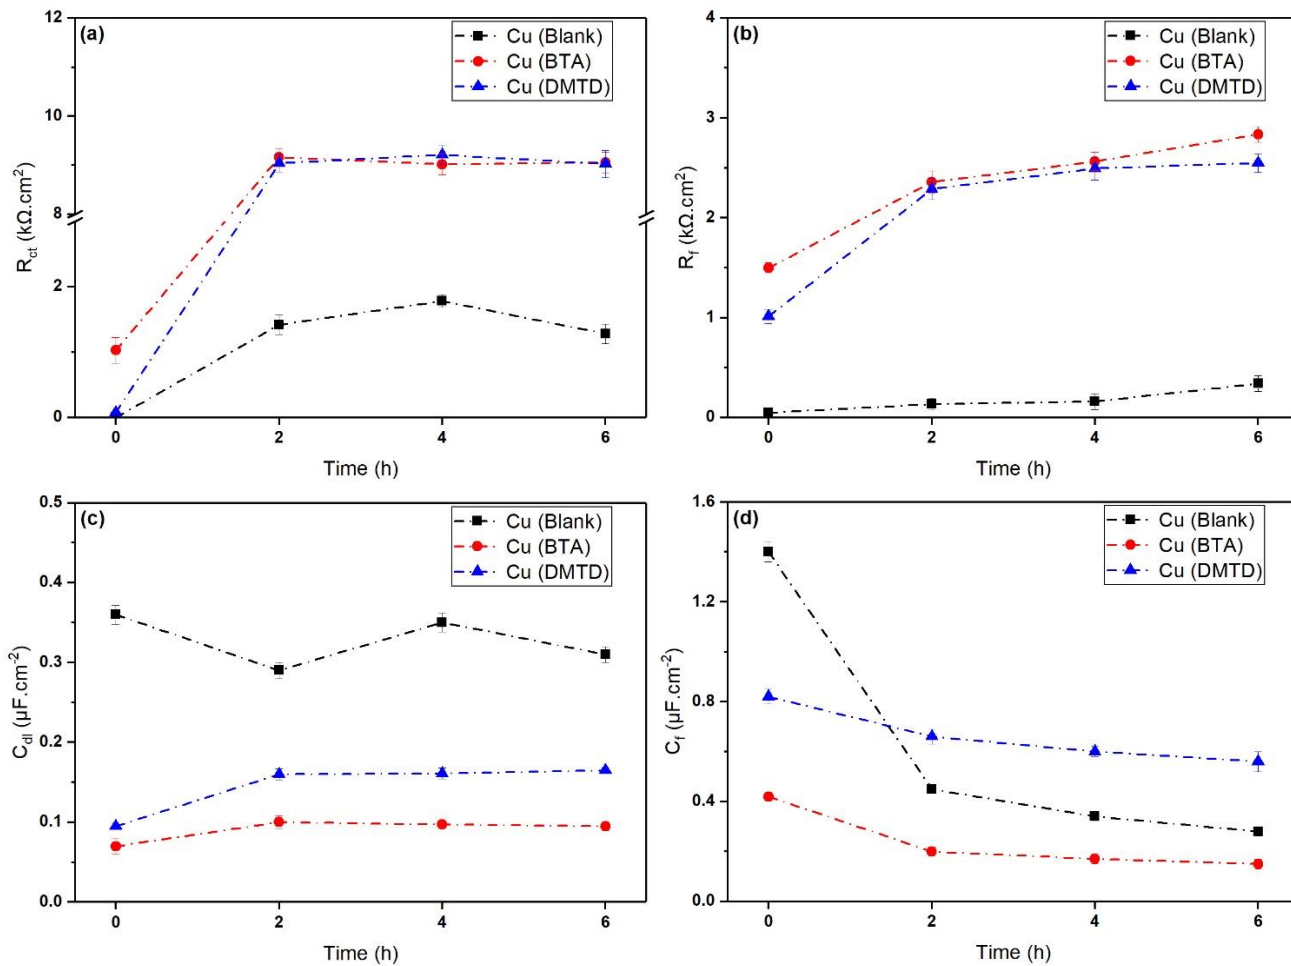 (a)
Cu (Blank)
Cu (BTA)
Cu (DMTD)
12
10
8
2
0
R_ct (kΩ.cm²)
0 2 4 6
Time (h)
(b)
Cu (Blank)
Cu (BTA)
Cu (DMTD)
4
3
2
1
0
R_f (kΩ.cm²)
0 2 4 6
Time (h)
(c)
Cu (Blank)
Cu (BTA)
Cu (DMTD)
0.5
0.4
0.3
0.2
0.1
0.0
C_dl (µF.cm⁻²)
0 2 4 6
Time (h)
(d)
Cu (Blank)
Cu (BTA)
Cu (DMTD)
1.6
1.2
0.8
0.4
0.0
C_f (µF.cm⁻²)
0 2 4 6
Time (h)